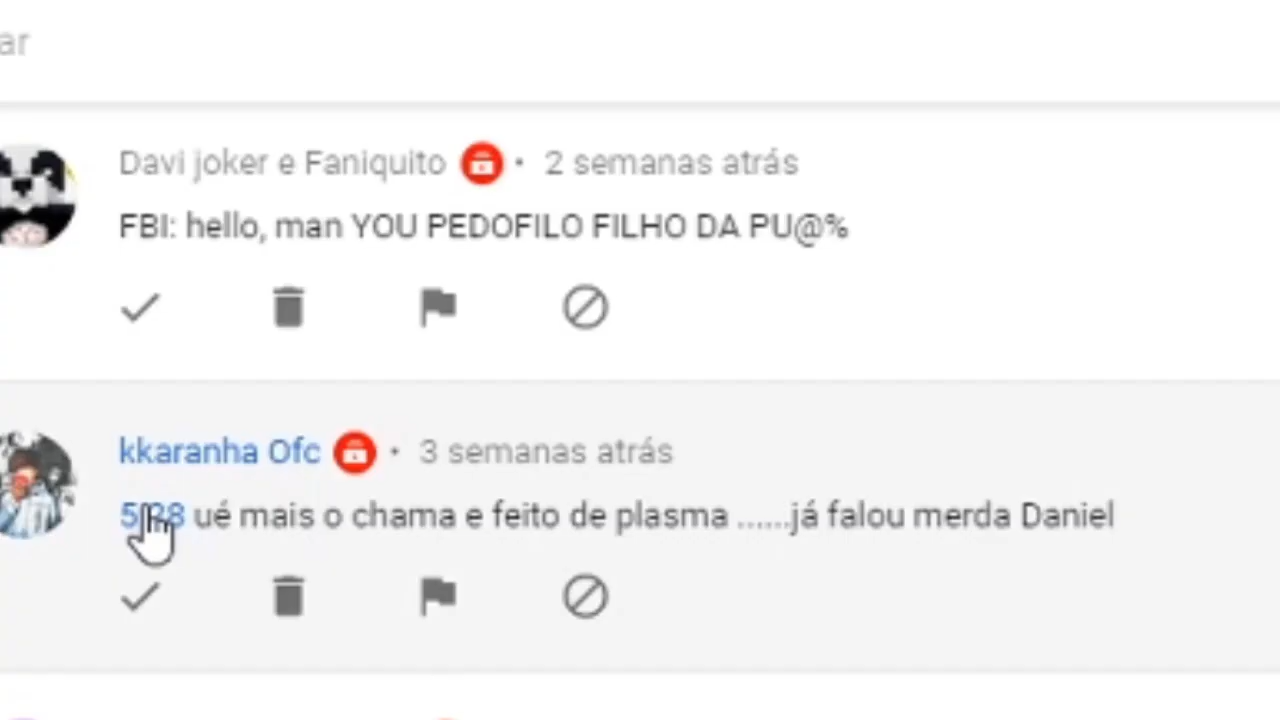 ar
Davi joker e Faniquito • 2 semanas atrás
FBI: hello, man YOU PEDOFILO FILHO DA PU@%
kkaranha Ofc • 3 semanas atrás
ué mais o chama e feito de plasma ......já falou merda Daniel